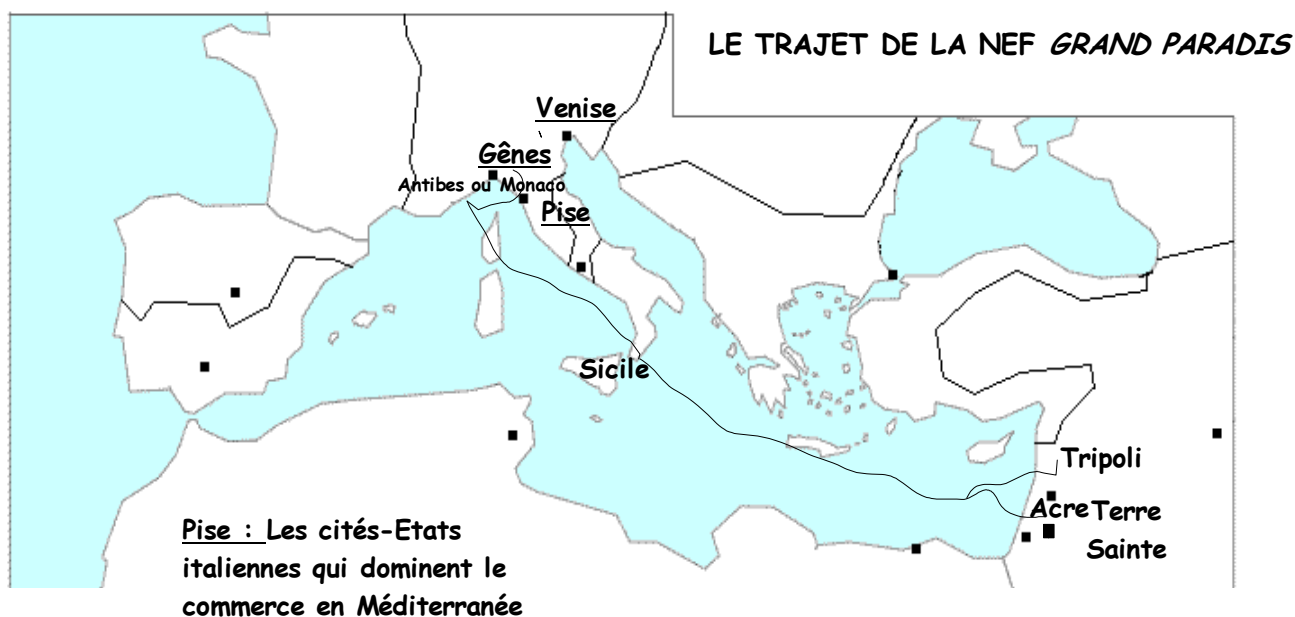 LE TRAJET DE LA NEF GRAND PARADIS
Venise
Gênes
Antibes ou Monaco
Pise
Sicile
Tripoli
Acre Terre
Sainte
Pise : Les cités-Etats
italiennes qui dominent le
commerce en Méditerranée